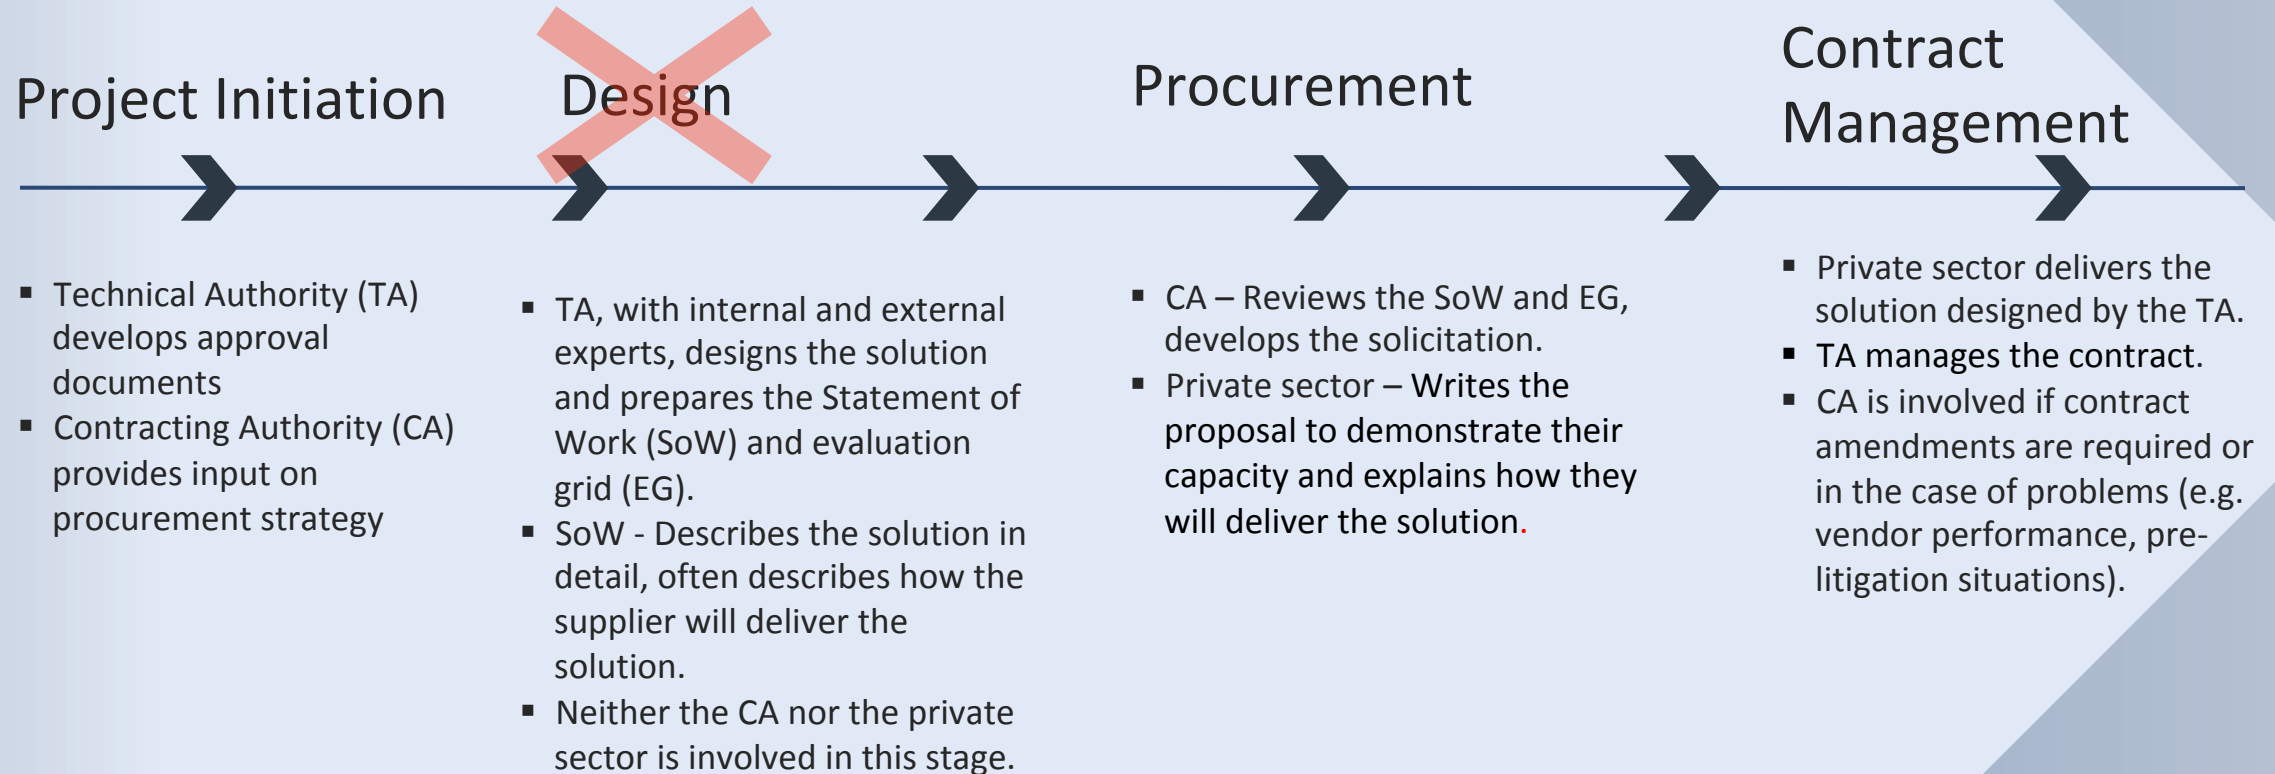 Project Initiation
▪ Technical Authority (TA)
develops approval
documents
▪ Contracting Authority (CA)
provides input on
procurement strategy
Design
▪ TA, with internal and external
experts, designs the solution
and prepares the Statement of
Work (SoW) and evaluation
grid (EG).
▪ SoW - Describes the solution in
detail, often describes how the
supplier will deliver the
solution.
▪ Neither the CA nor the private
sector is involved in this stage.
Procurement
▪ CA – Reviews the SoW and EG,
develops the solicitation.
▪ Private sector – Writes the
proposal to demonstrate their
capacity and explains how they
will deliver the solution.
Contract
Management
▪ Private sector delivers the
solution designed by the TA.
▪ TA manages the contract.
▪ CA is involved if contract
amendments are required or
in the case of problems (e.g.
vendor performance, pre-
litigation situations).